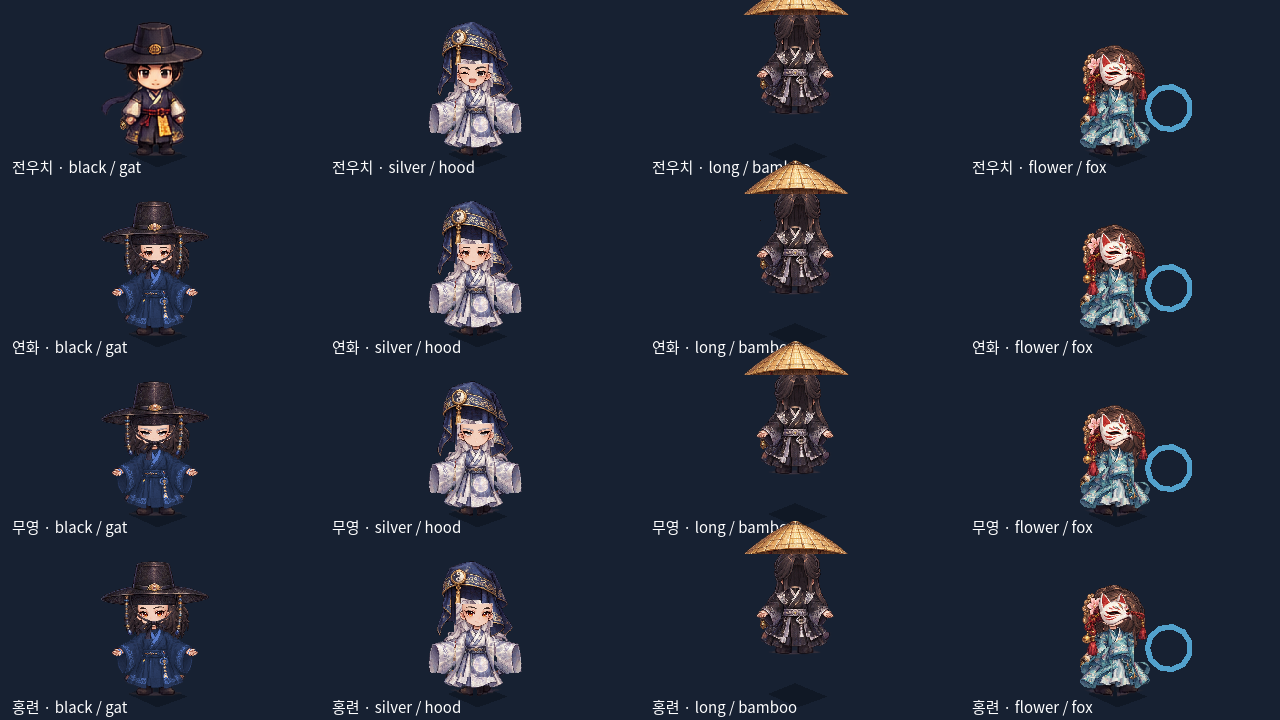 전우치 · black / gat
전우치 · silver / hood
전우치 · long / bamboo
전우치 · flower / fox
연화 · black / gat
연화 · silver / hood
연화 · long / bamboo
연화 · flower / fox
무영 · black / gat
무영 · silver / hood
무영 · long / bamboo
무영 · flower / fox
홍련 · black / gat
홍련 · silver / hood
홍련 · long / bamboo
홍련 · flower / fox